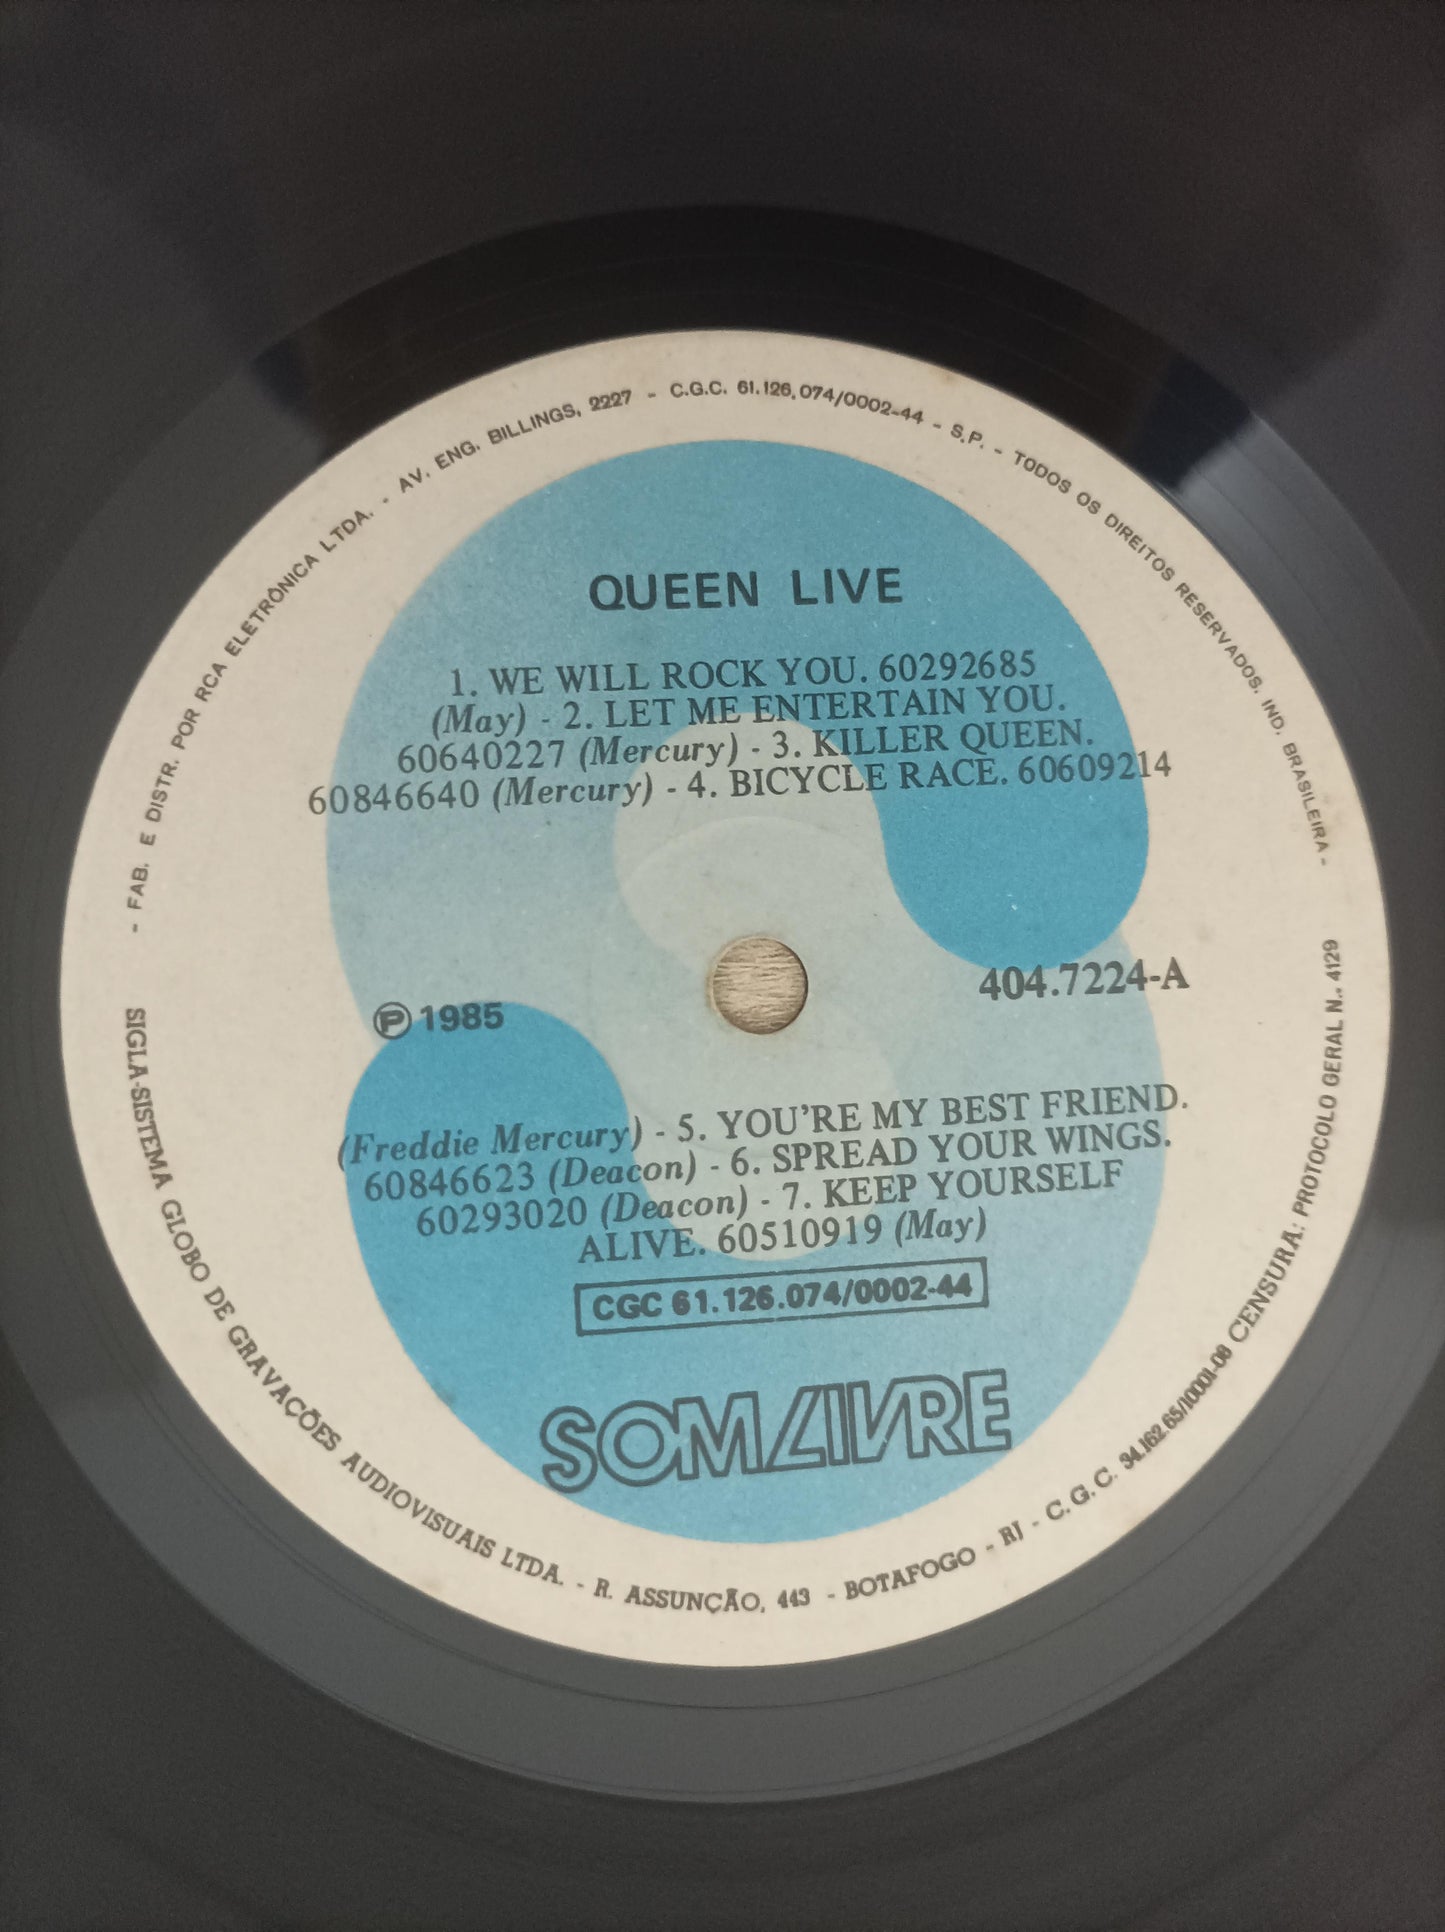 - FAB. E DISTR. POR RCA ELETRÔNICA LTDA. - AV. ENG. BILLINGS, 2227 - C.G.C. 61.126.074/0002-44 - S.P. - TODOS OS DIREITOS RESERVADOS. IND. BRASILEIRA -
QUEEN LIVE
1. WE WILL ROCK YOU. 60292685
(May) - 2. LET ME ENTERTAIN YOU.
60640227 (Mercury) - 3. KILLER QUEEN.
60846640 (Mercury) - 4. BICYCLE RACE. 60609214
404.7224-A
℗ 1985
(Freddie Mercury) - 5. YOU'RE MY BEST FRIEND.
60846623 (Deacon) - 6. SPREAD YOUR WINGS.
60293020 (Deacon) - 7. KEEP YOURSELF
ALIVE. 60510919 (May)
CGC 61.126.074/0002-44
SOM LIVRE
SIGLA-SISTEMA GLOBO DE GRAVAÇÕES AUDIOVISUAIS LTDA. - R. ASSUNÇÃO, 443 - BOTAFOGO - RJ - C.G.C. 34.162.65/10001-08 CENSURA: PROTOCOLO GERAL N.. 4129